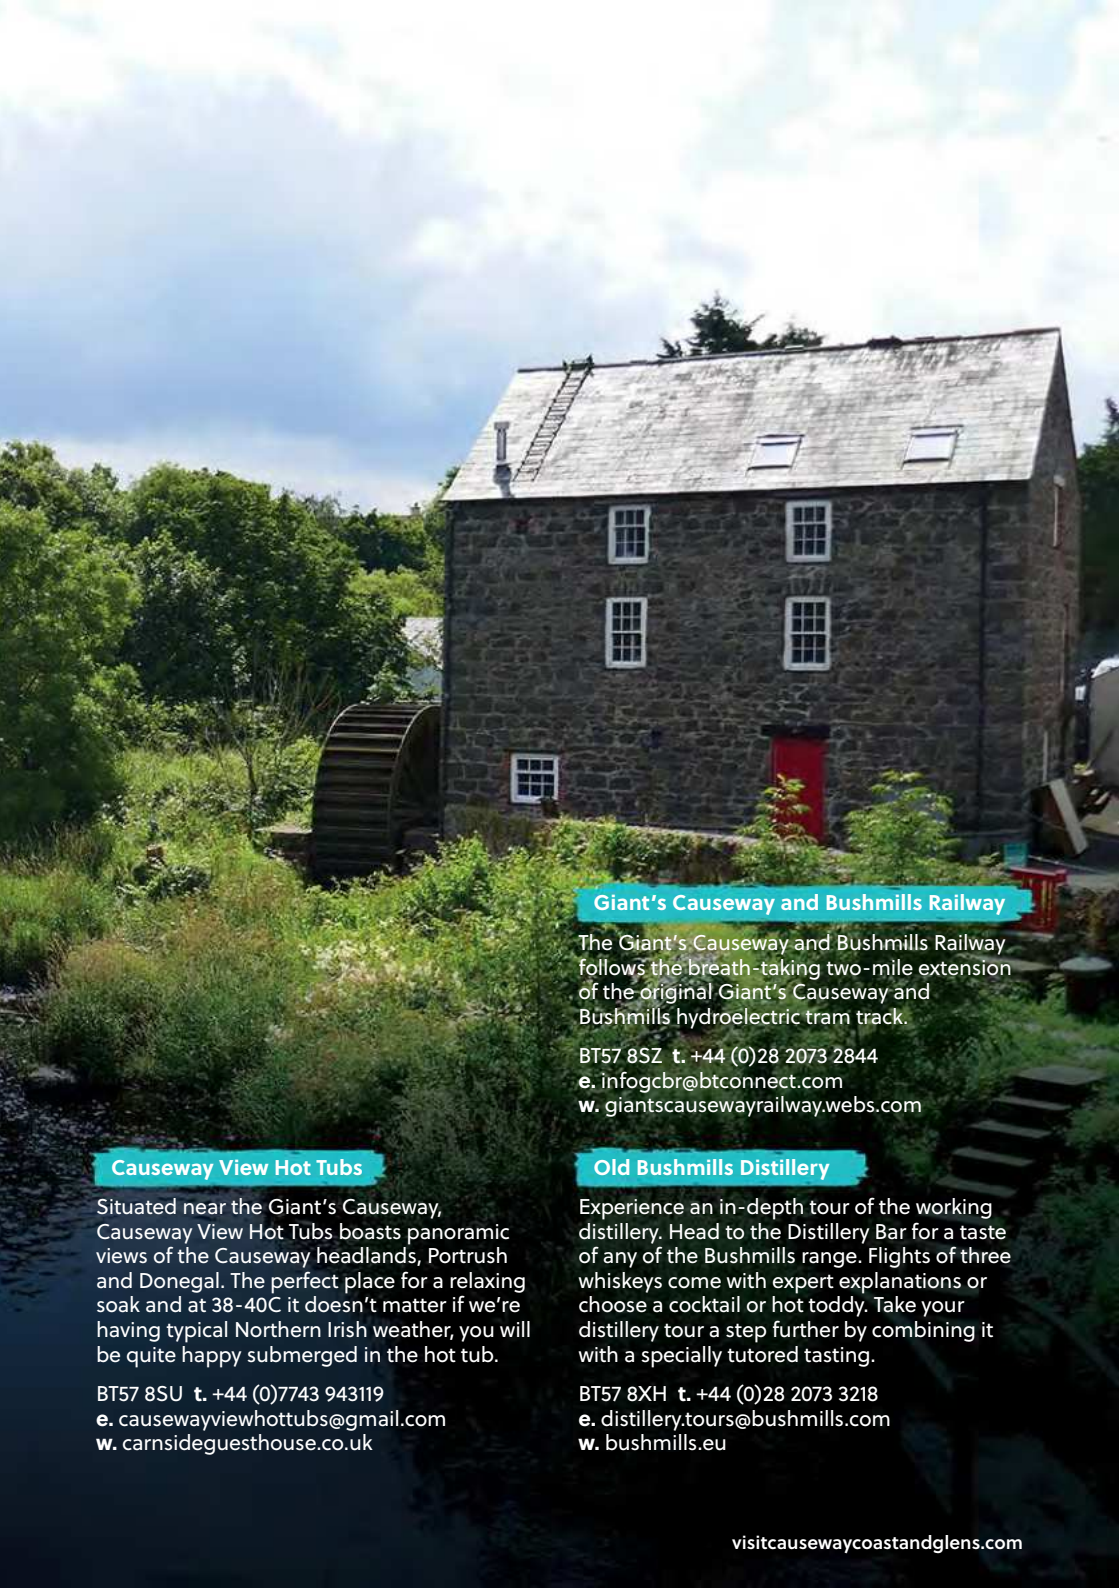 Giant's Causeway and Bushmills Railway
The Giant's Causeway and Bushmills Railway
follows the breath-taking two-mile extension
of the original Giant's Causeway and
Bushmills hydroelectric tram track.
BT57 8SZ t. +44 (0)28 2073 2844
e. infogcbr@btconnect.com
w. giantscausewayrailway.webs.com
Causeway View Hot Tubs
Situated near the Giant's Causeway,
Causeway View Hot Tubs boasts panoramic
views of the Causeway headlands, Portrush
and Donegal. The perfect place for a relaxing
soak and at 38-40C it doesn't matter if we're
having typical Northern Irish weather, you will
be quite happy submerged in the hot tub.
BT57 8SU t. +44 (0)7743 943119
e. causewayviewhottubs@gmail.com
w. carnsideguesthouse.co.uk
Old Bushmills Distillery
Experience an in-depth tour of the working
distillery. Head to the Distillery Bar for a taste
of any of the Bushmills range. Flights of three
whiskeys come with expert explanations or
choose a cocktail or hot toddy. Take your
distillery tour a step further by combining it
with a specially tutored tasting.
BT57 8XH t. +44 (0)28 2073 3218
e. distillery.tours@bushmills.com
w. bushmills.eu
visitcausewaycoastandglens.com